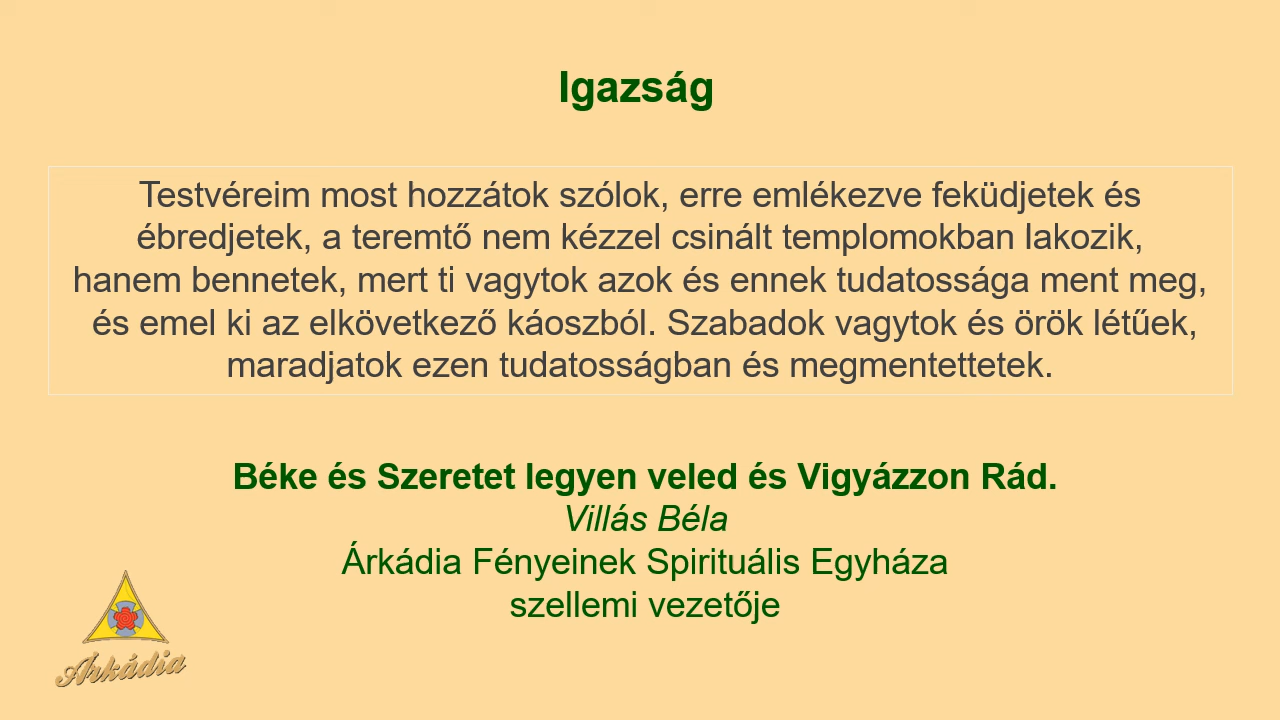 Igazság
Testvéreim most hozzátok szólok, erre emlékezve feküdjetek és
ébredjetek, a teremtő nem kézzel csinált templomokban lakozik,
hanem bennetek, mert ti vagytok azok és ennek tudatossága ment meg,
és emel ki az elkövetkező káoszból. Szabadok vagytok és örök létűek,
maradjatok ezen tudatosságban és megmentettetek.
Béke és Szeretet legyen veled és Vigyázzon Rád.
Villás Béla
Árkádia Fényeinek Spirituális Egyháza
szellemi vezetője
Árkádia